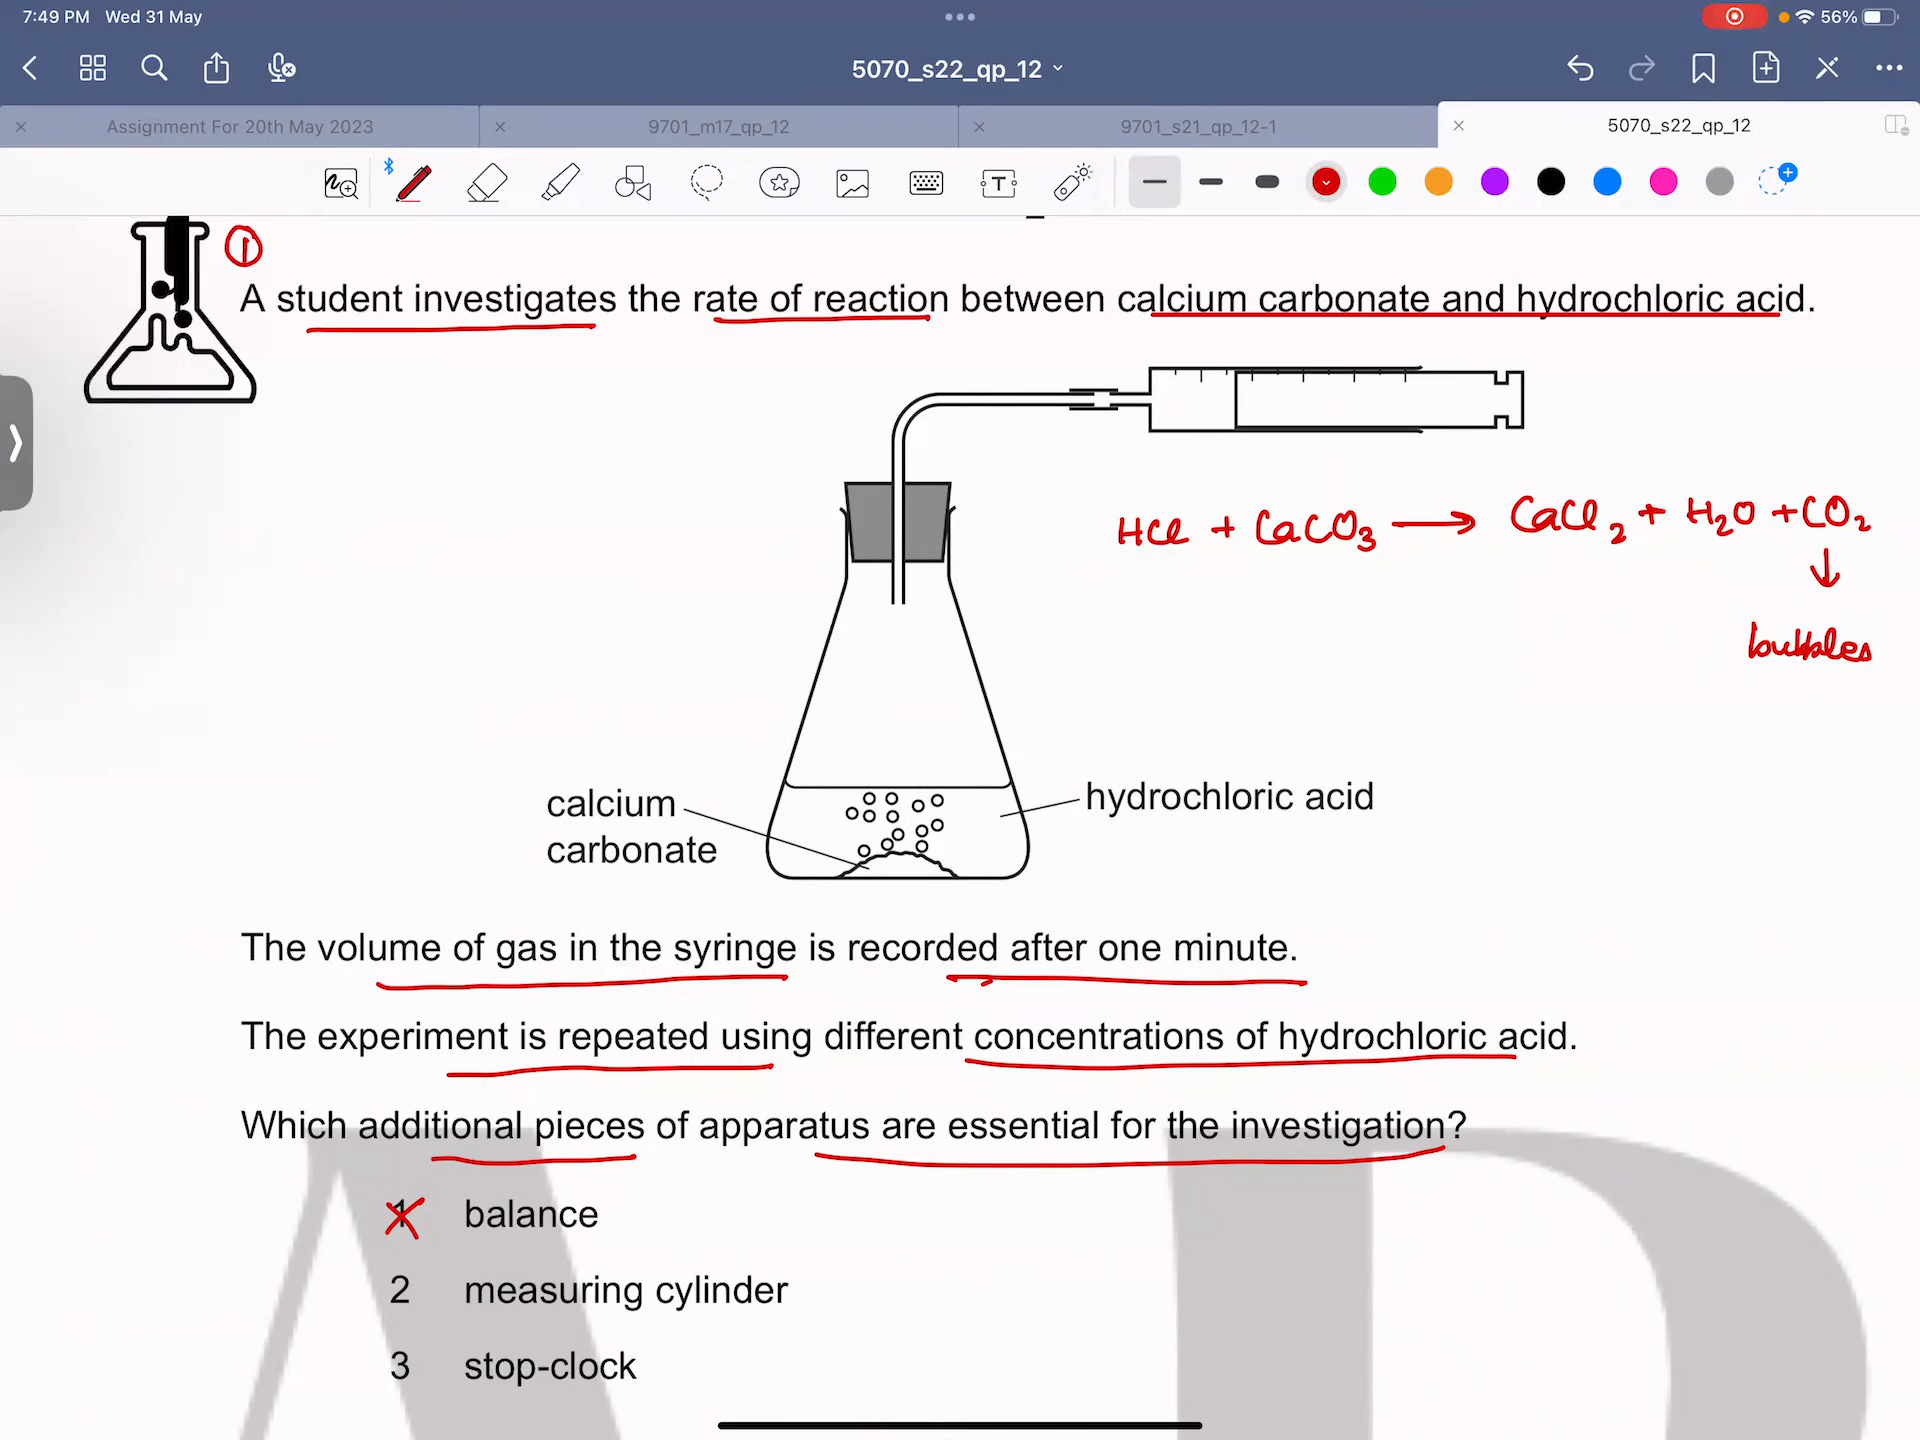 7:49 PM Wed 31 May
56%
5070_s22_qp_12
Assignment For 20th May 2023
9701_m17_qp_12
9701_s21_qp_12-1
5070_s22_qp_12
T
1
A student investigates the rate of reaction between calcium carbonate and hydrochloric acid.
HCl + CaCO3 → CaCl2 + H2O + CO2
↓
bubbles
calcium
carbonate
hydrochloric acid
The volume of gas in the syringe is recorded after one minute.
The experiment is repeated using different concentrations of hydrochloric acid.
Which additional pieces of apparatus are essential for the investigation?
1 balance
2 measuring cylinder
3 stop-clock